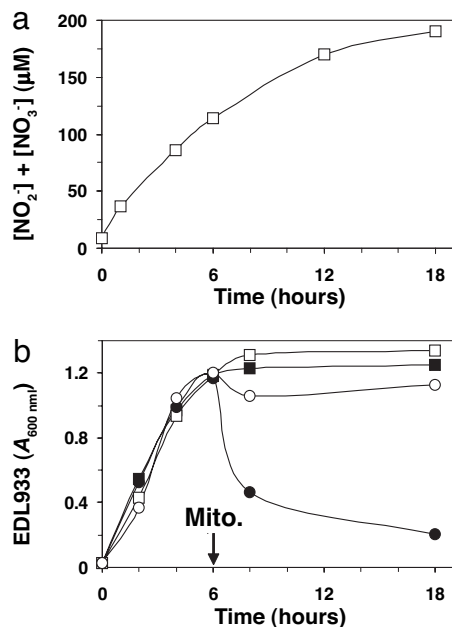 a
[NO₂⁻] + [NO₃⁻] (μM)
200
150
100
50
0
0 6 12 18
Time (hours)
b
EDL933 (A₆₀₀ ₙₘ)
1.2
0.8
0.4
0
Mito.
0 6 12 18
Time (hours)